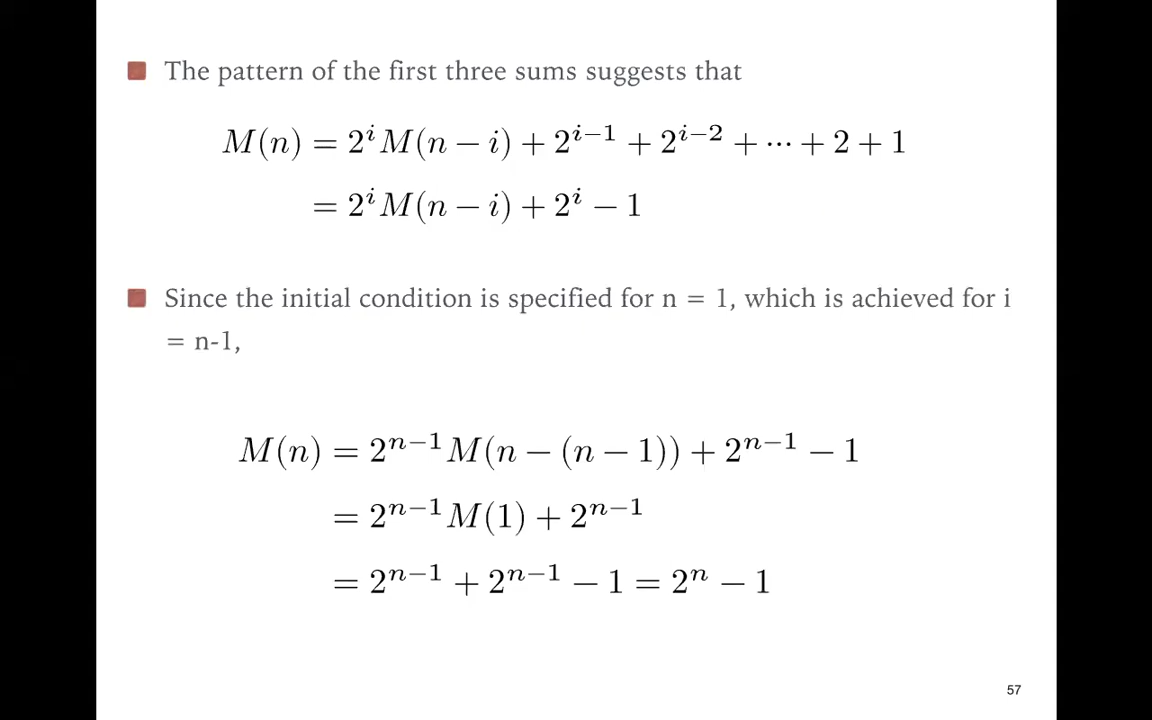 The pattern of the first three sums suggests that
M(n) = 2^i M(n − i) + 2^{i−1} + 2^{i−2} + ··· + 2 + 1
= 2^i M(n − i) + 2^i − 1
Since the initial condition is specified for n = 1, which is achieved for i
= n-1,
M(n) = 2^{n−1} M(n − (n − 1)) + 2^{n−1} − 1
= 2^{n−1} M(1) + 2^{n−1}
= 2^{n−1} + 2^{n−1} − 1 = 2^n − 1
57